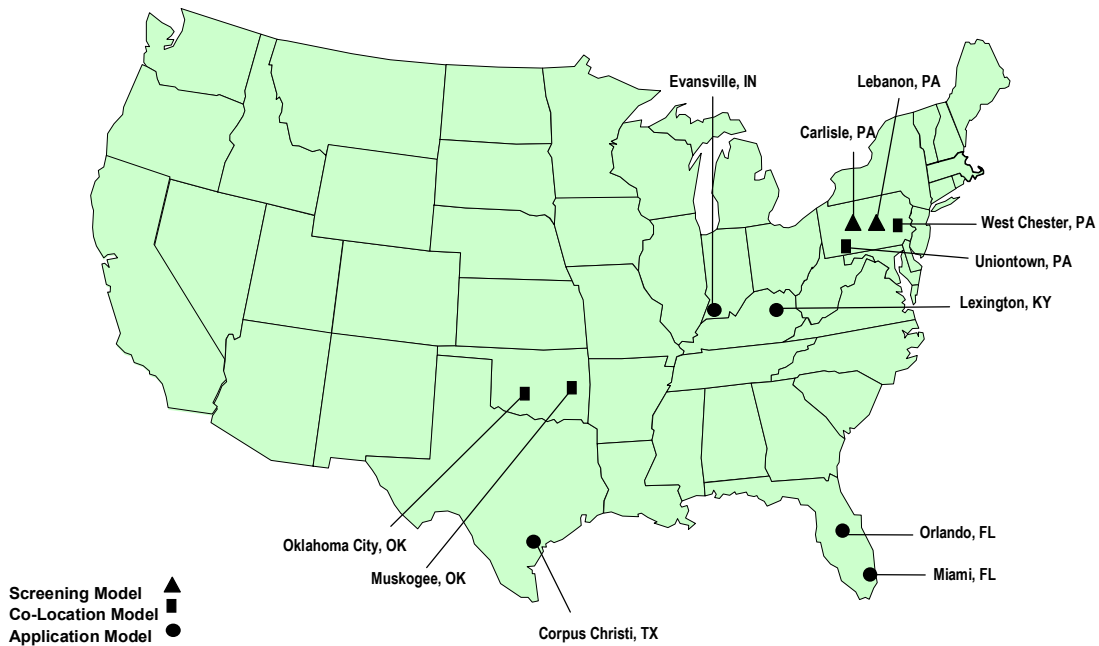 Evansville, IN
Lebanon, PA
Carlisle, PA
West Chester, PA
Uniontown, PA
Lexington, KY
Oklahoma City, OK
Muskogee, OK
Corpus Christi, TX
Orlando, FL
Miami, FL
Screening Model
Co-Location Model
Application Model